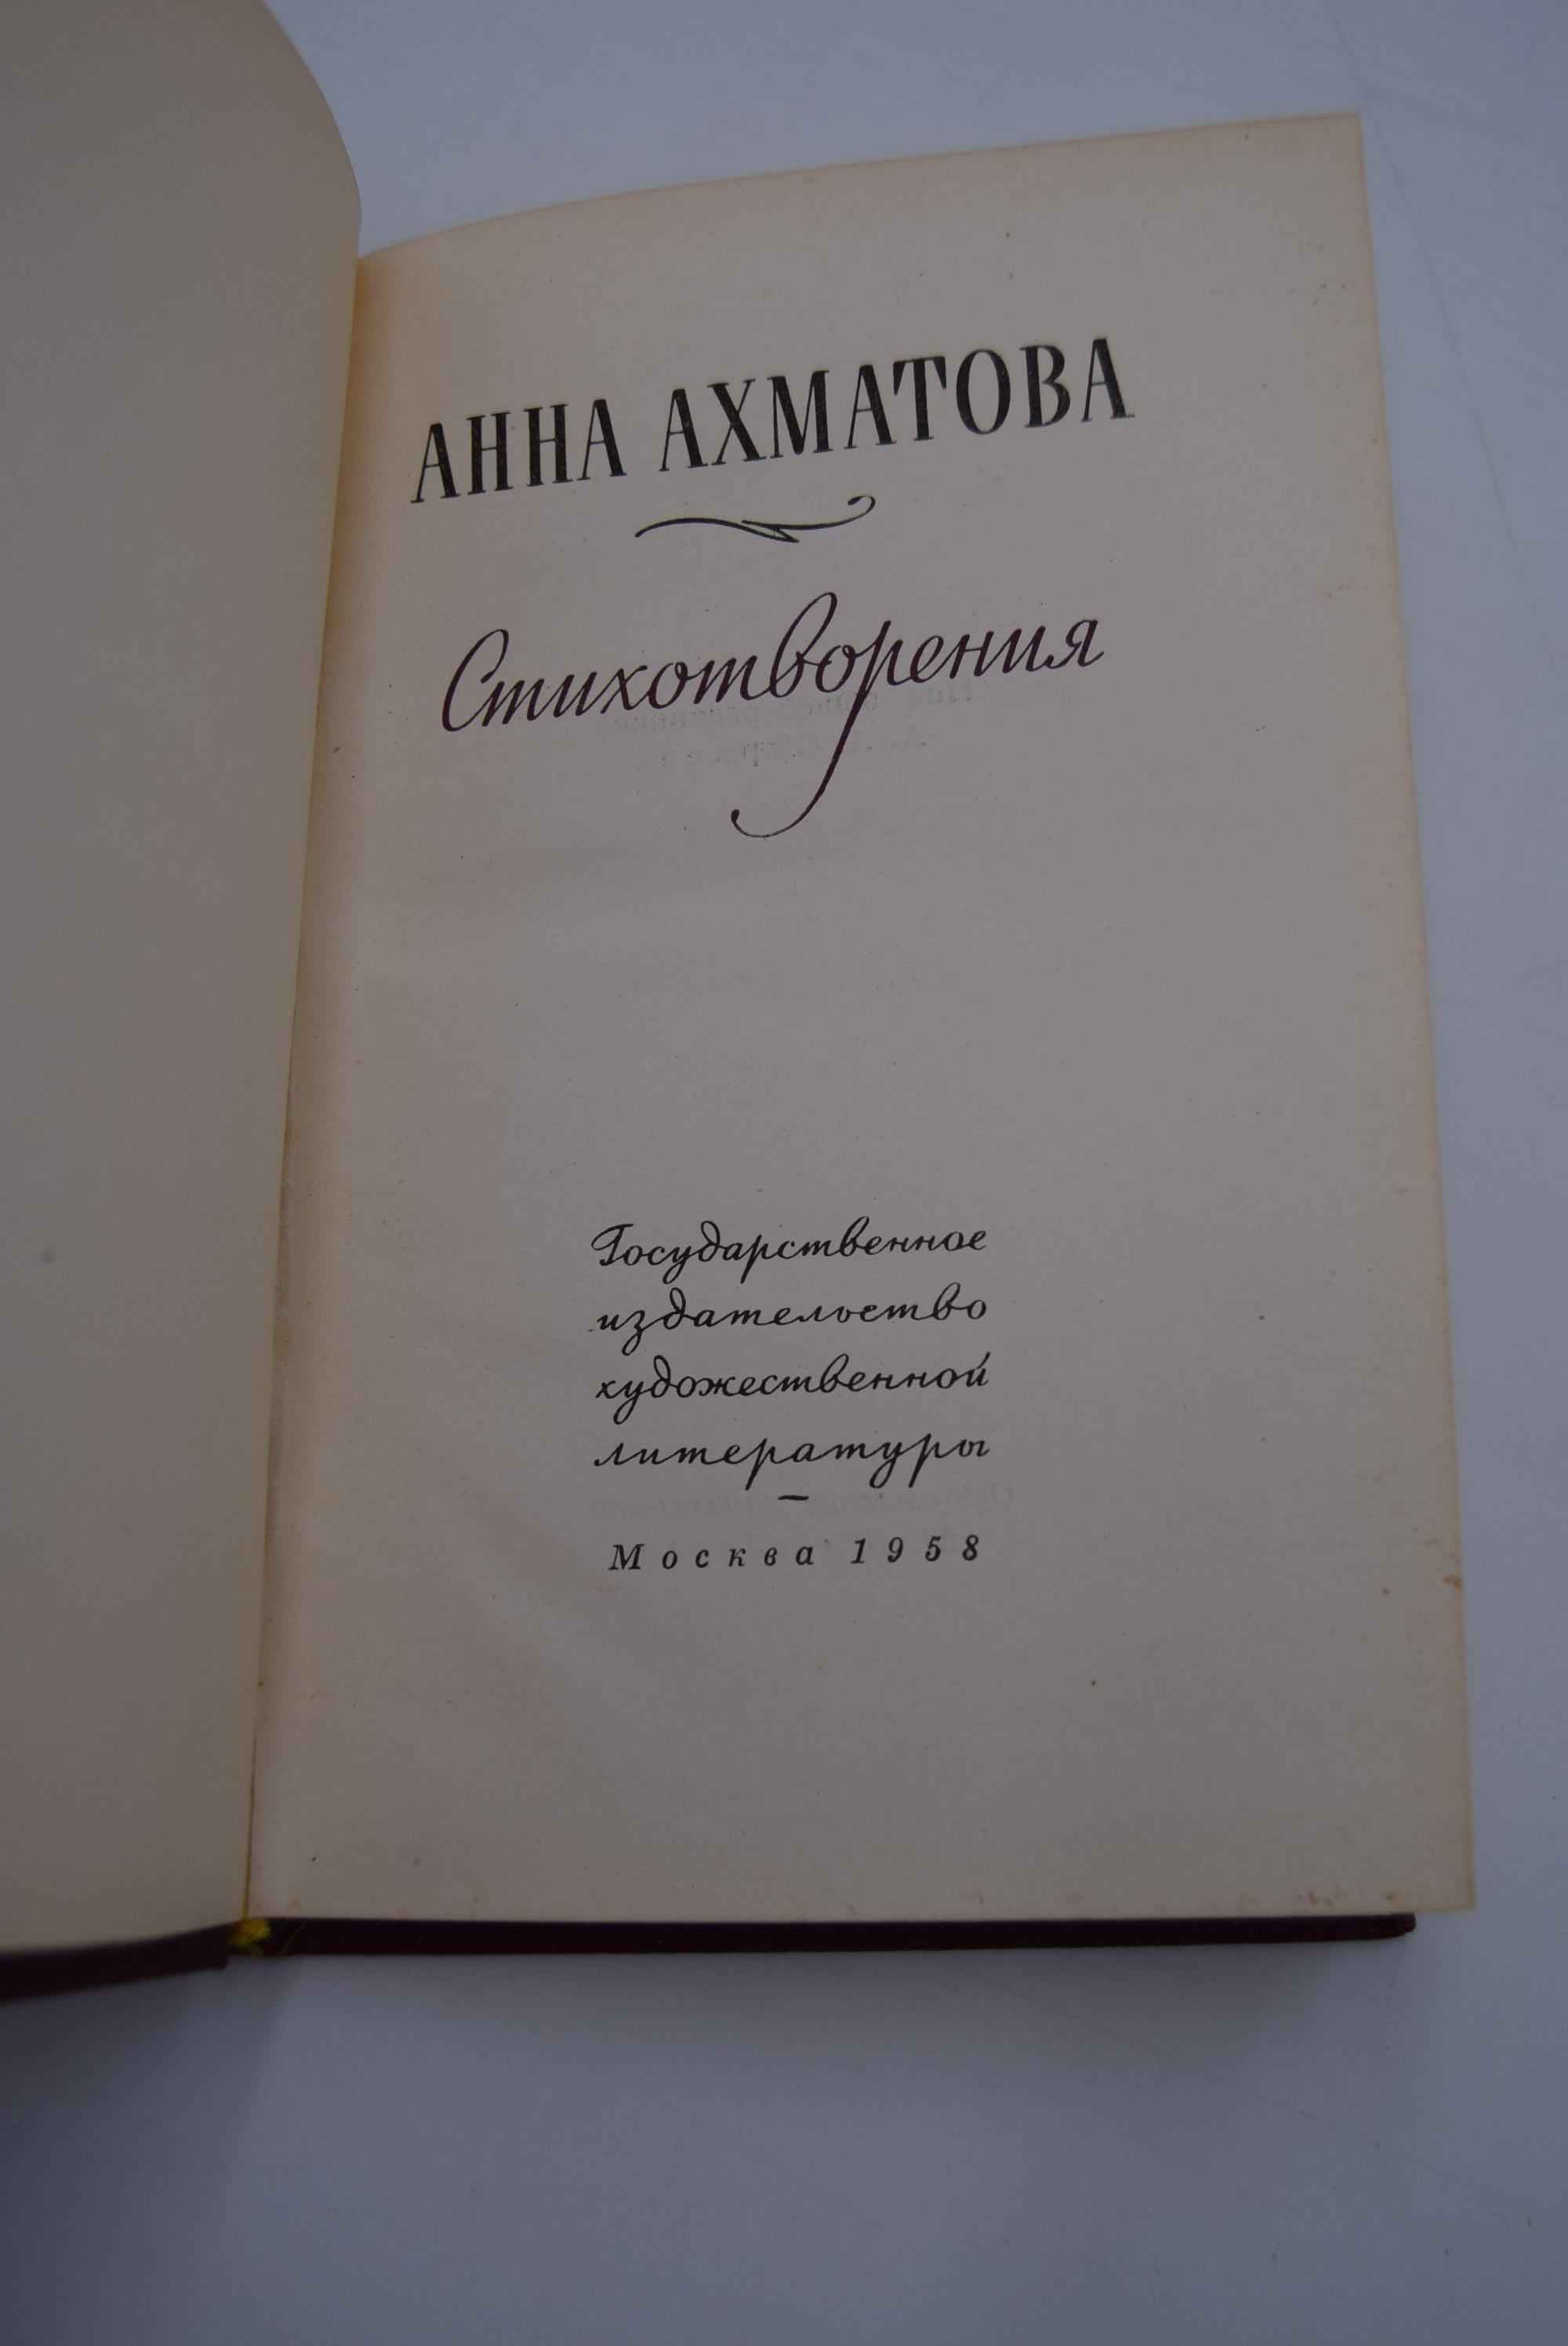 АННА АХМАТОВА
Стихотворения
Государственное
издательство
художественной
литературы
Москва 1958